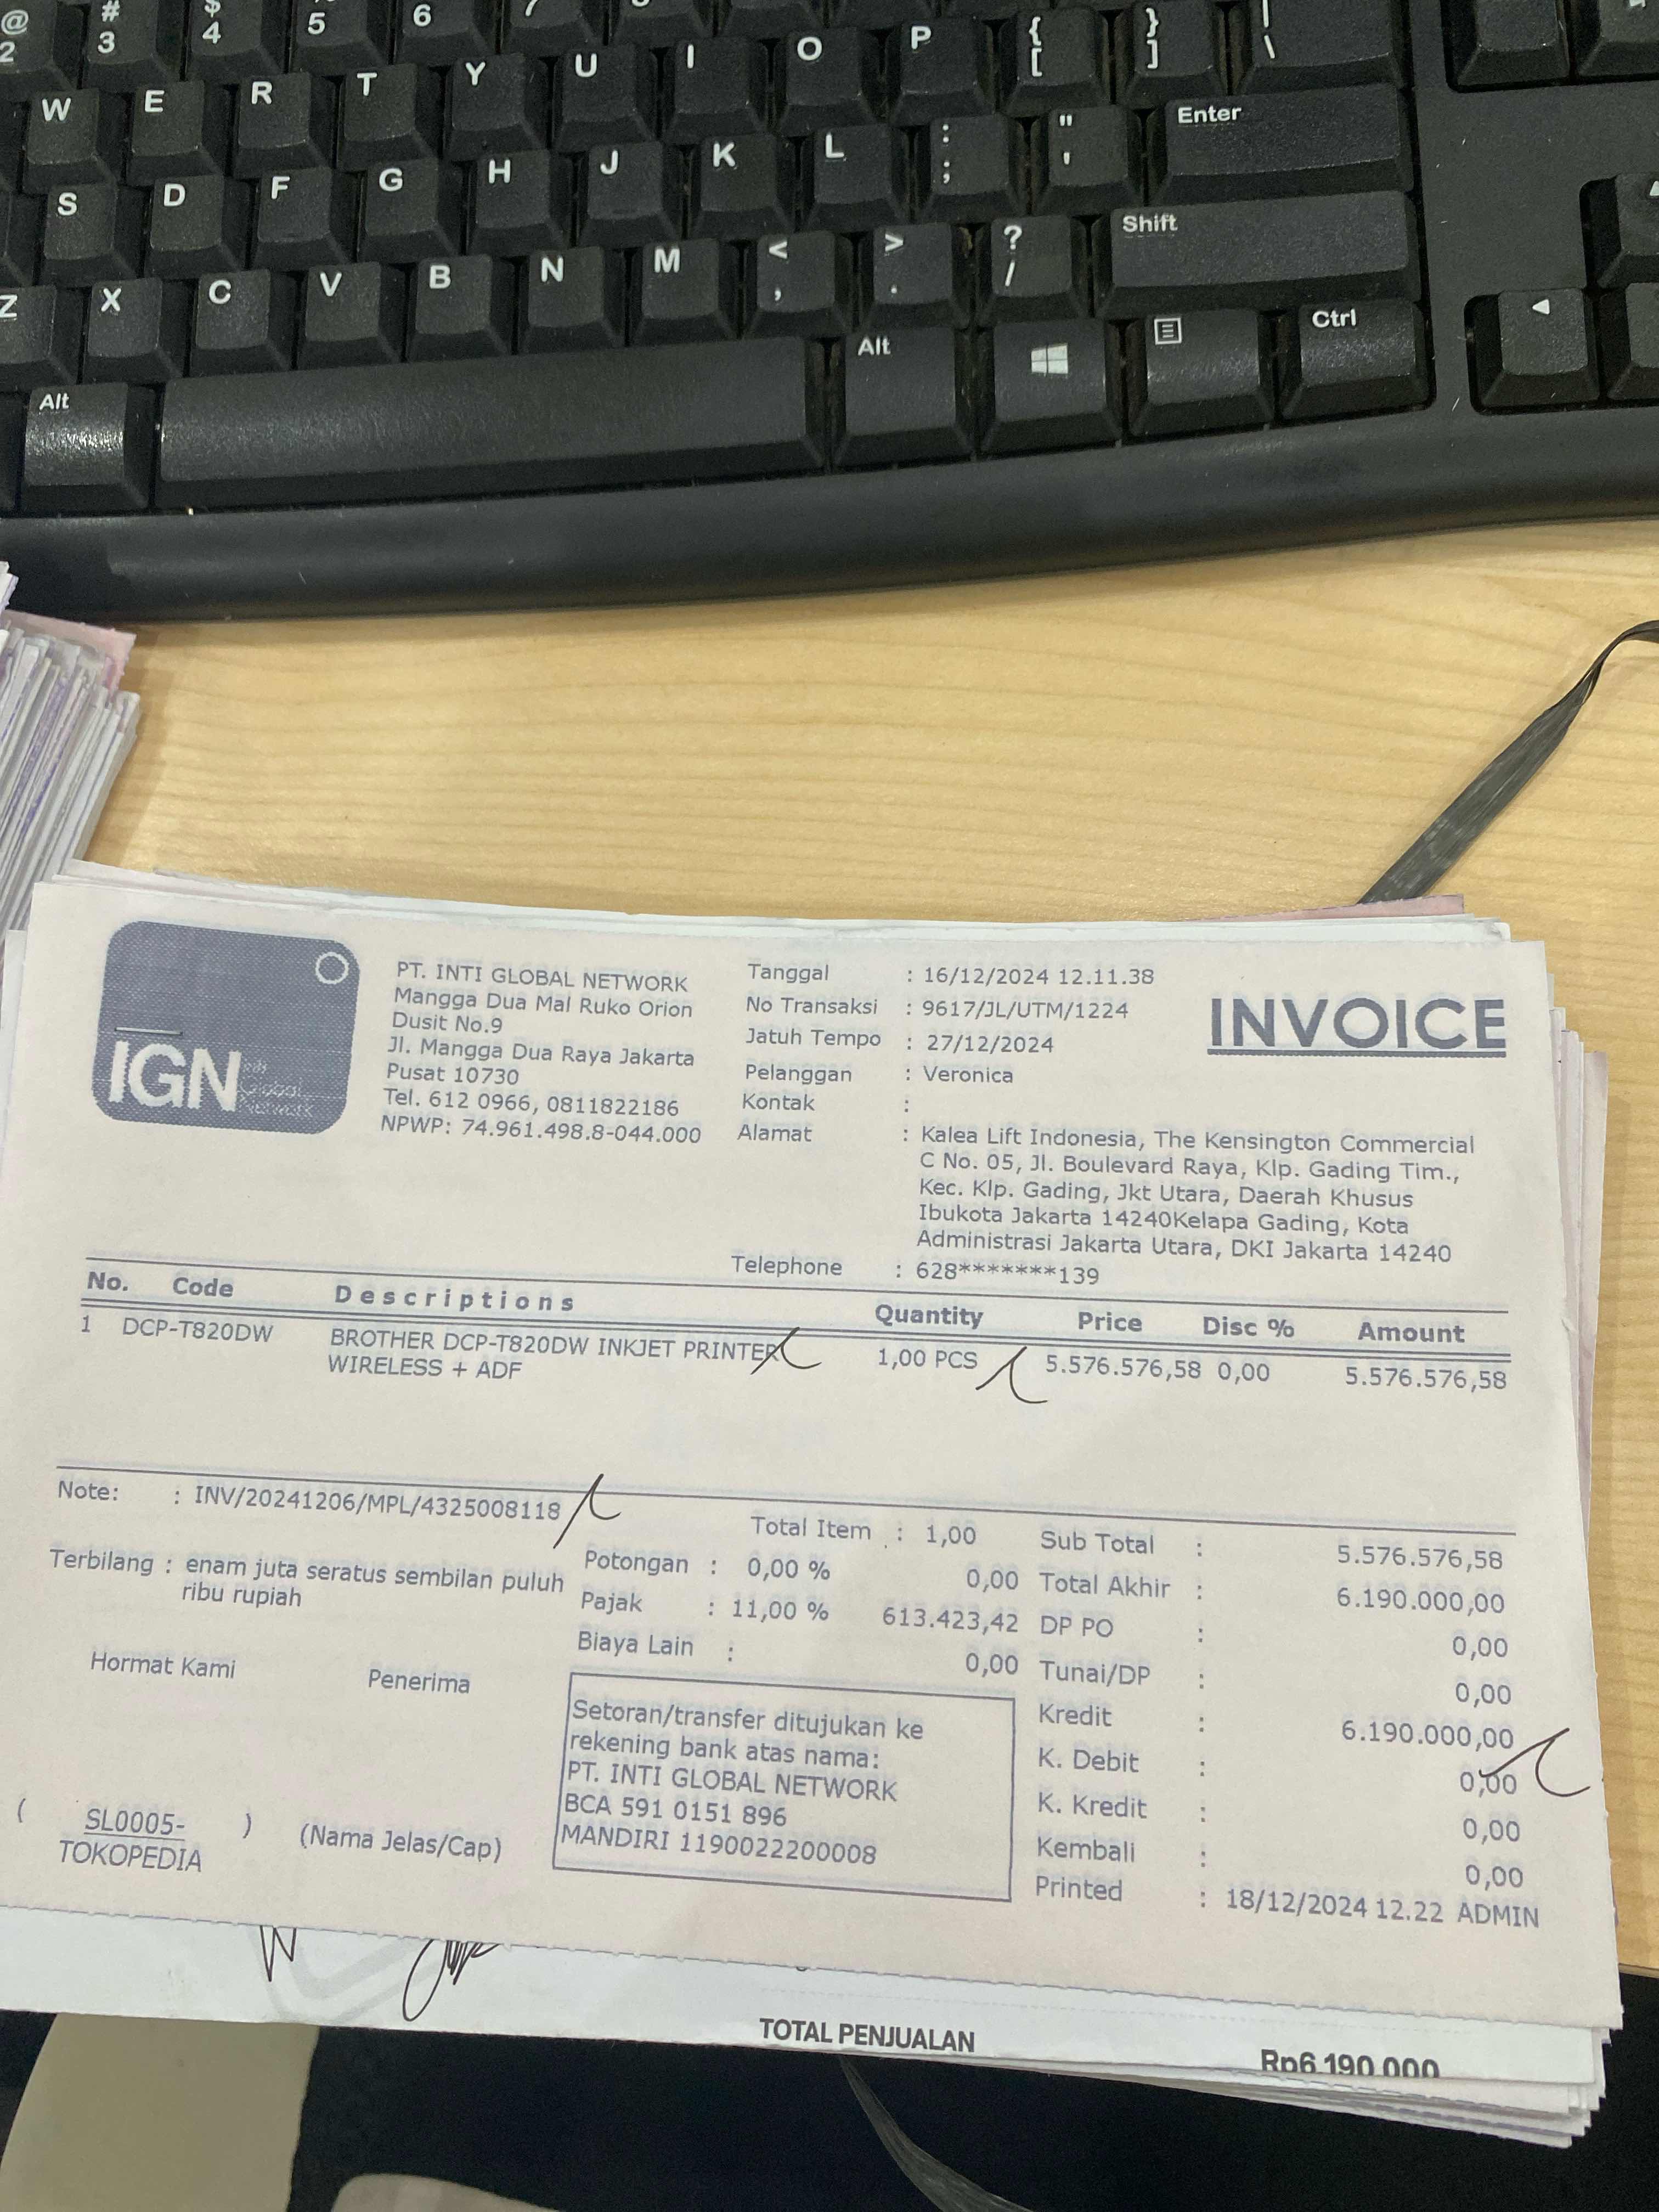 @ # $
2 3 4 5 6 7
W E R T Y U I O P { [ } ] | \
S D F G H J K L : ; " ' Enter
Z X C V B N M < , > . ? / Shift
Alt Alt Ctrl
IGN
Network
PT. INTI GLOBAL NETWORK
Mangga Dua Mal Ruko Orion
Dusit No.9
Jl. Mangga Dua Raya Jakarta
Pusat 10730
Tel. 612 0966, 0811822186
NPWP: 74.961.498.8-044.000
Tanggal : 16/12/2024 12.11.38
No Transaksi : 9617/JL/UTM/1224
Jatuh Tempo : 27/12/2024
Pelanggan : Veronica
Kontak :
Alamat : Kalea Lift Indonesia, The Kensington Commercial
C No. 05, Jl. Boulevard Raya, Klp. Gading Tim.,
Kec. Klp. Gading, Jkt Utara, Daerah Khusus
Ibukota Jakarta 14240Kelapa Gading, Kota
Administrasi Jakarta Utara, DKI Jakarta 14240
Telephone : 628*******139
INVOICE
No. Code Descriptions Quantity Price Disc % Amount
1 DCP-T820DW BROTHER DCP-T820DW INKJET PRINTER 1,00 PCS 5.576.576,58 0,00 5.576.576,58
WIRELESS + ADF
Note: : INV/20241206/MPL/4325008118
Terbilang : enam juta seratus sembilan puluh
ribu rupiah
Total Item : 1,00
Potongan : 0,00 % 0,00
Pajak : 11,00 % 613.423,42
Biaya Lain : 0,00
Sub Total : 5.576.576,58
Total Akhir : 6.190.000,00
DP PO : 0,00
Tunai/DP : 0,00
Kredit : 6.190.000,00
K. Debit : 0,00
K. Kredit : 0,00
Kembali : 0,00
Printed : 18/12/2024 12.22 ADMIN
Hormat Kami Penerima
( SL0005- )
TOKOPEDIA
(Nama Jelas/Cap)
Setoran/transfer ditujukan ke
rekening bank atas nama:
PT. INTI GLOBAL NETWORK
BCA 591 0151 896
MANDIRI 1190022200008
TOTAL PENJUALAN Rp6.190.000